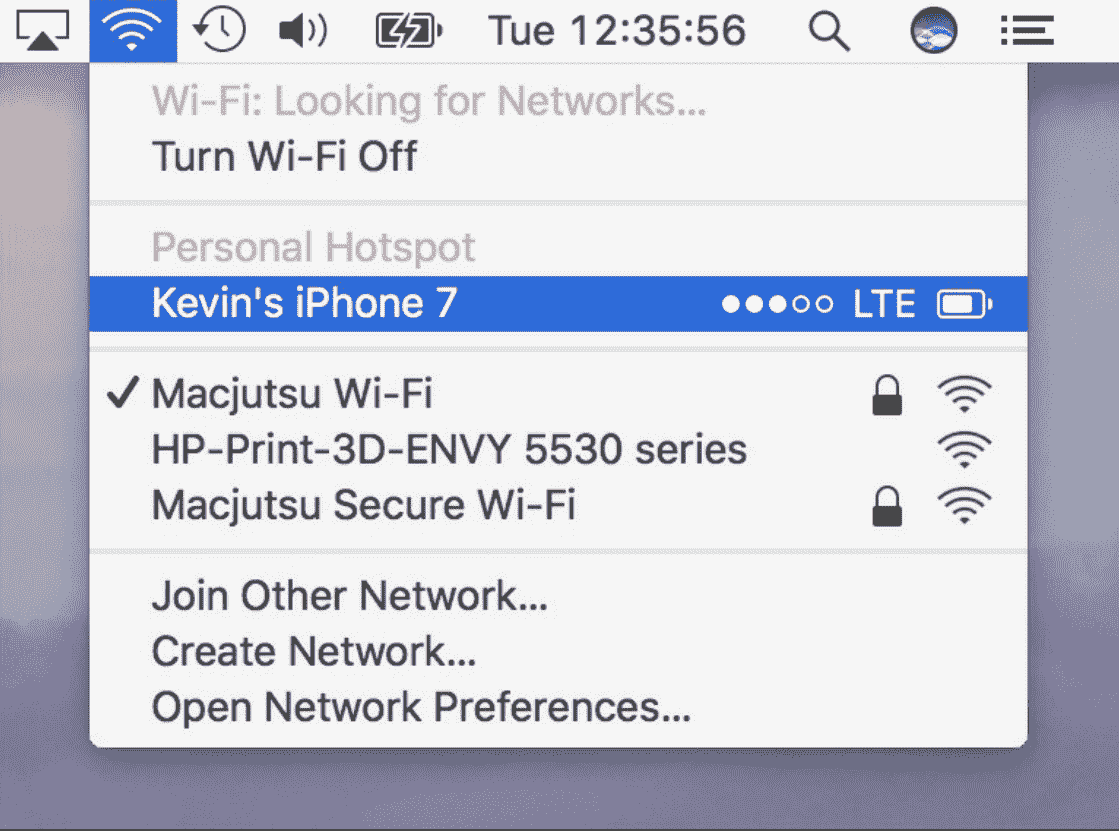 Tue 12:35:56
Wi-Fi: Looking for Networks...
Turn Wi-Fi Off
Personal Hotspot
Kevin's iPhone 7 LTE
Macjutsu Wi-Fi
HP-Print-3D-ENVY 5530 series
Macjutsu Secure Wi-Fi
Join Other Network...
Create Network...
Open Network Preferences...